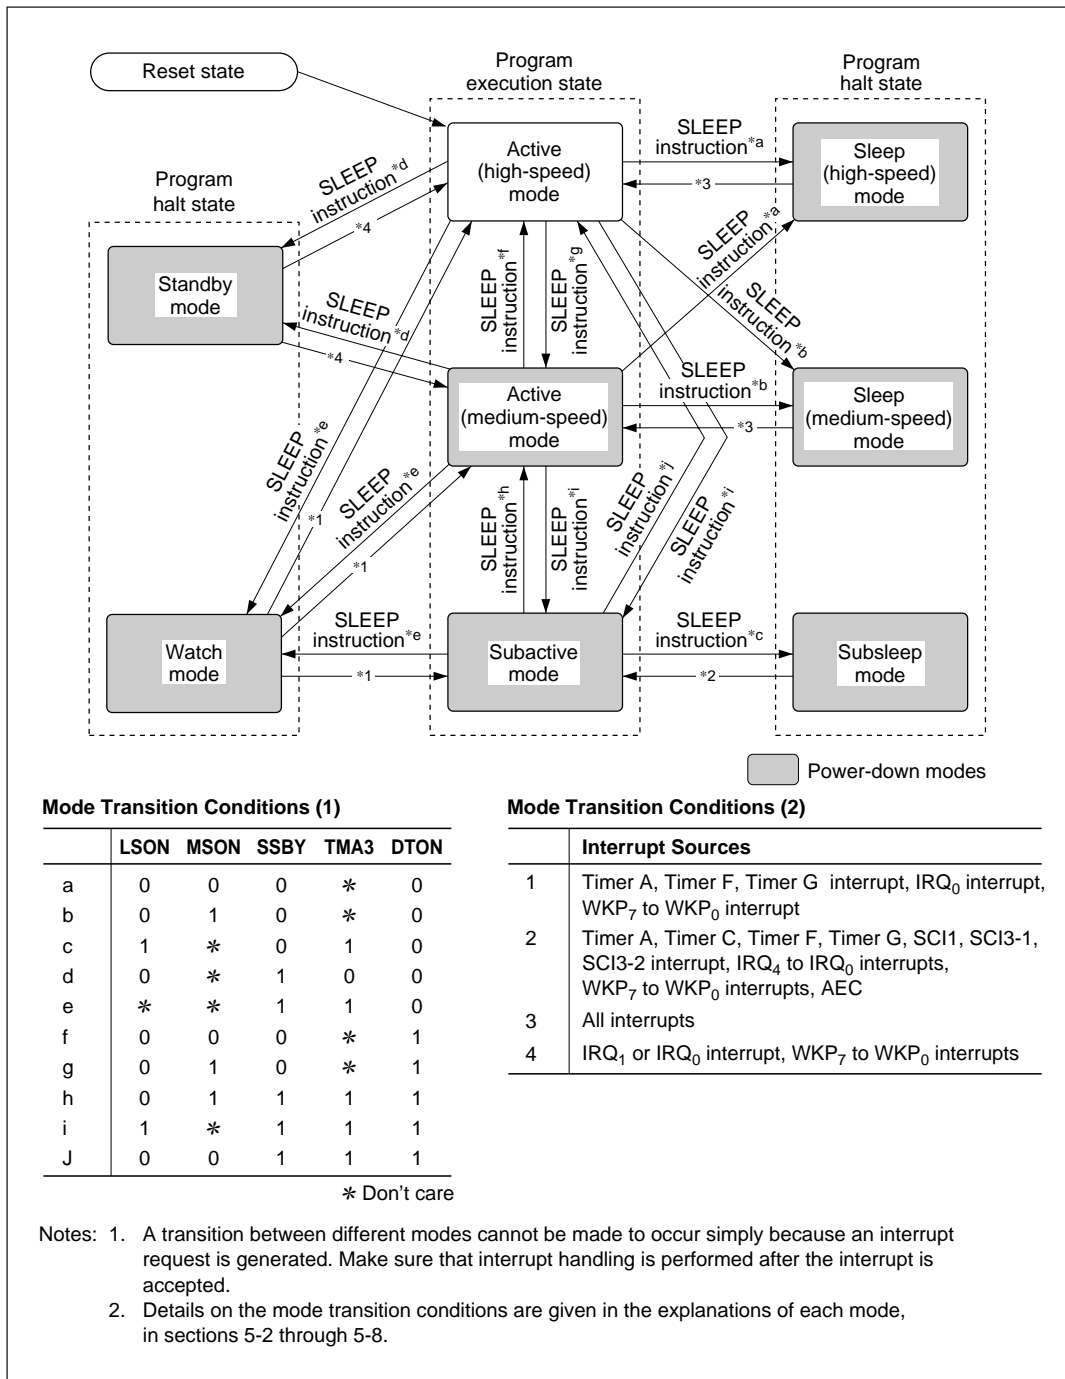 Reset state
Program
execution state
Program
halt state
Program
halt state
Active
(high-speed)
mode
SLEEP
instruction*a
*3
Sleep
(high-speed)
mode
SLEEP
instruction*d
*4
SLEEP
instruction*a
Standby
mode
SLEEP
instruction*d
*4
SLEEP
instruction*f
SLEEP
instruction*g
SLEEP
instruction*b
Active
(medium-speed)
mode
SLEEP
instruction*b
*3
Sleep
(medium-speed)
mode
SLEEP
instruction*e
*1
SLEEP
instruction*e
*1
SLEEP
instruction*h
SLEEP
instruction*i
SLEEP
instruction*j
SLEEP
instruction*i
Watch
mode
SLEEP
instruction*e
*1
Subactive
mode
SLEEP
instruction*c
*2
Subsleep
mode
Power-down modes
Mode Transition Conditions (1)
LSON MSON SSBY TMA3 DTON
a 0 0 0 * 0
b 0 1 0 * 0
c 1 * 0 1 0
d 0 * 1 0 0
e * * 1 1 0
f 0 0 0 * 1
g 0 1 0 * 1
h 0 1 1 1 1
i 1 * 1 1 1
J 0 0 1 1 1
* Don't care
Mode Transition Conditions (2)
Interrupt Sources
1 Timer A, Timer F, Timer G interrupt, IRQ0 interrupt,
WKP7 to WKP0 interrupt
2 Timer A, Timer C, Timer F, Timer G, SCI1, SCI3-1,
SCI3-2 interrupt, IRQ4 to IRQ0 interrupts,
WKP7 to WKP0 interrupts, AEC
3 All interrupts
4 IRQ1 or IRQ0 interrupt, WKP7 to WKP0 interrupts
Notes: 1. A transition between different modes cannot be made to occur simply because an interrupt
request is generated. Make sure that interrupt handling is performed after the interrupt is
accepted.
2. Details on the mode transition conditions are given in the explanations of each mode,
in sections 5-2 through 5-8.